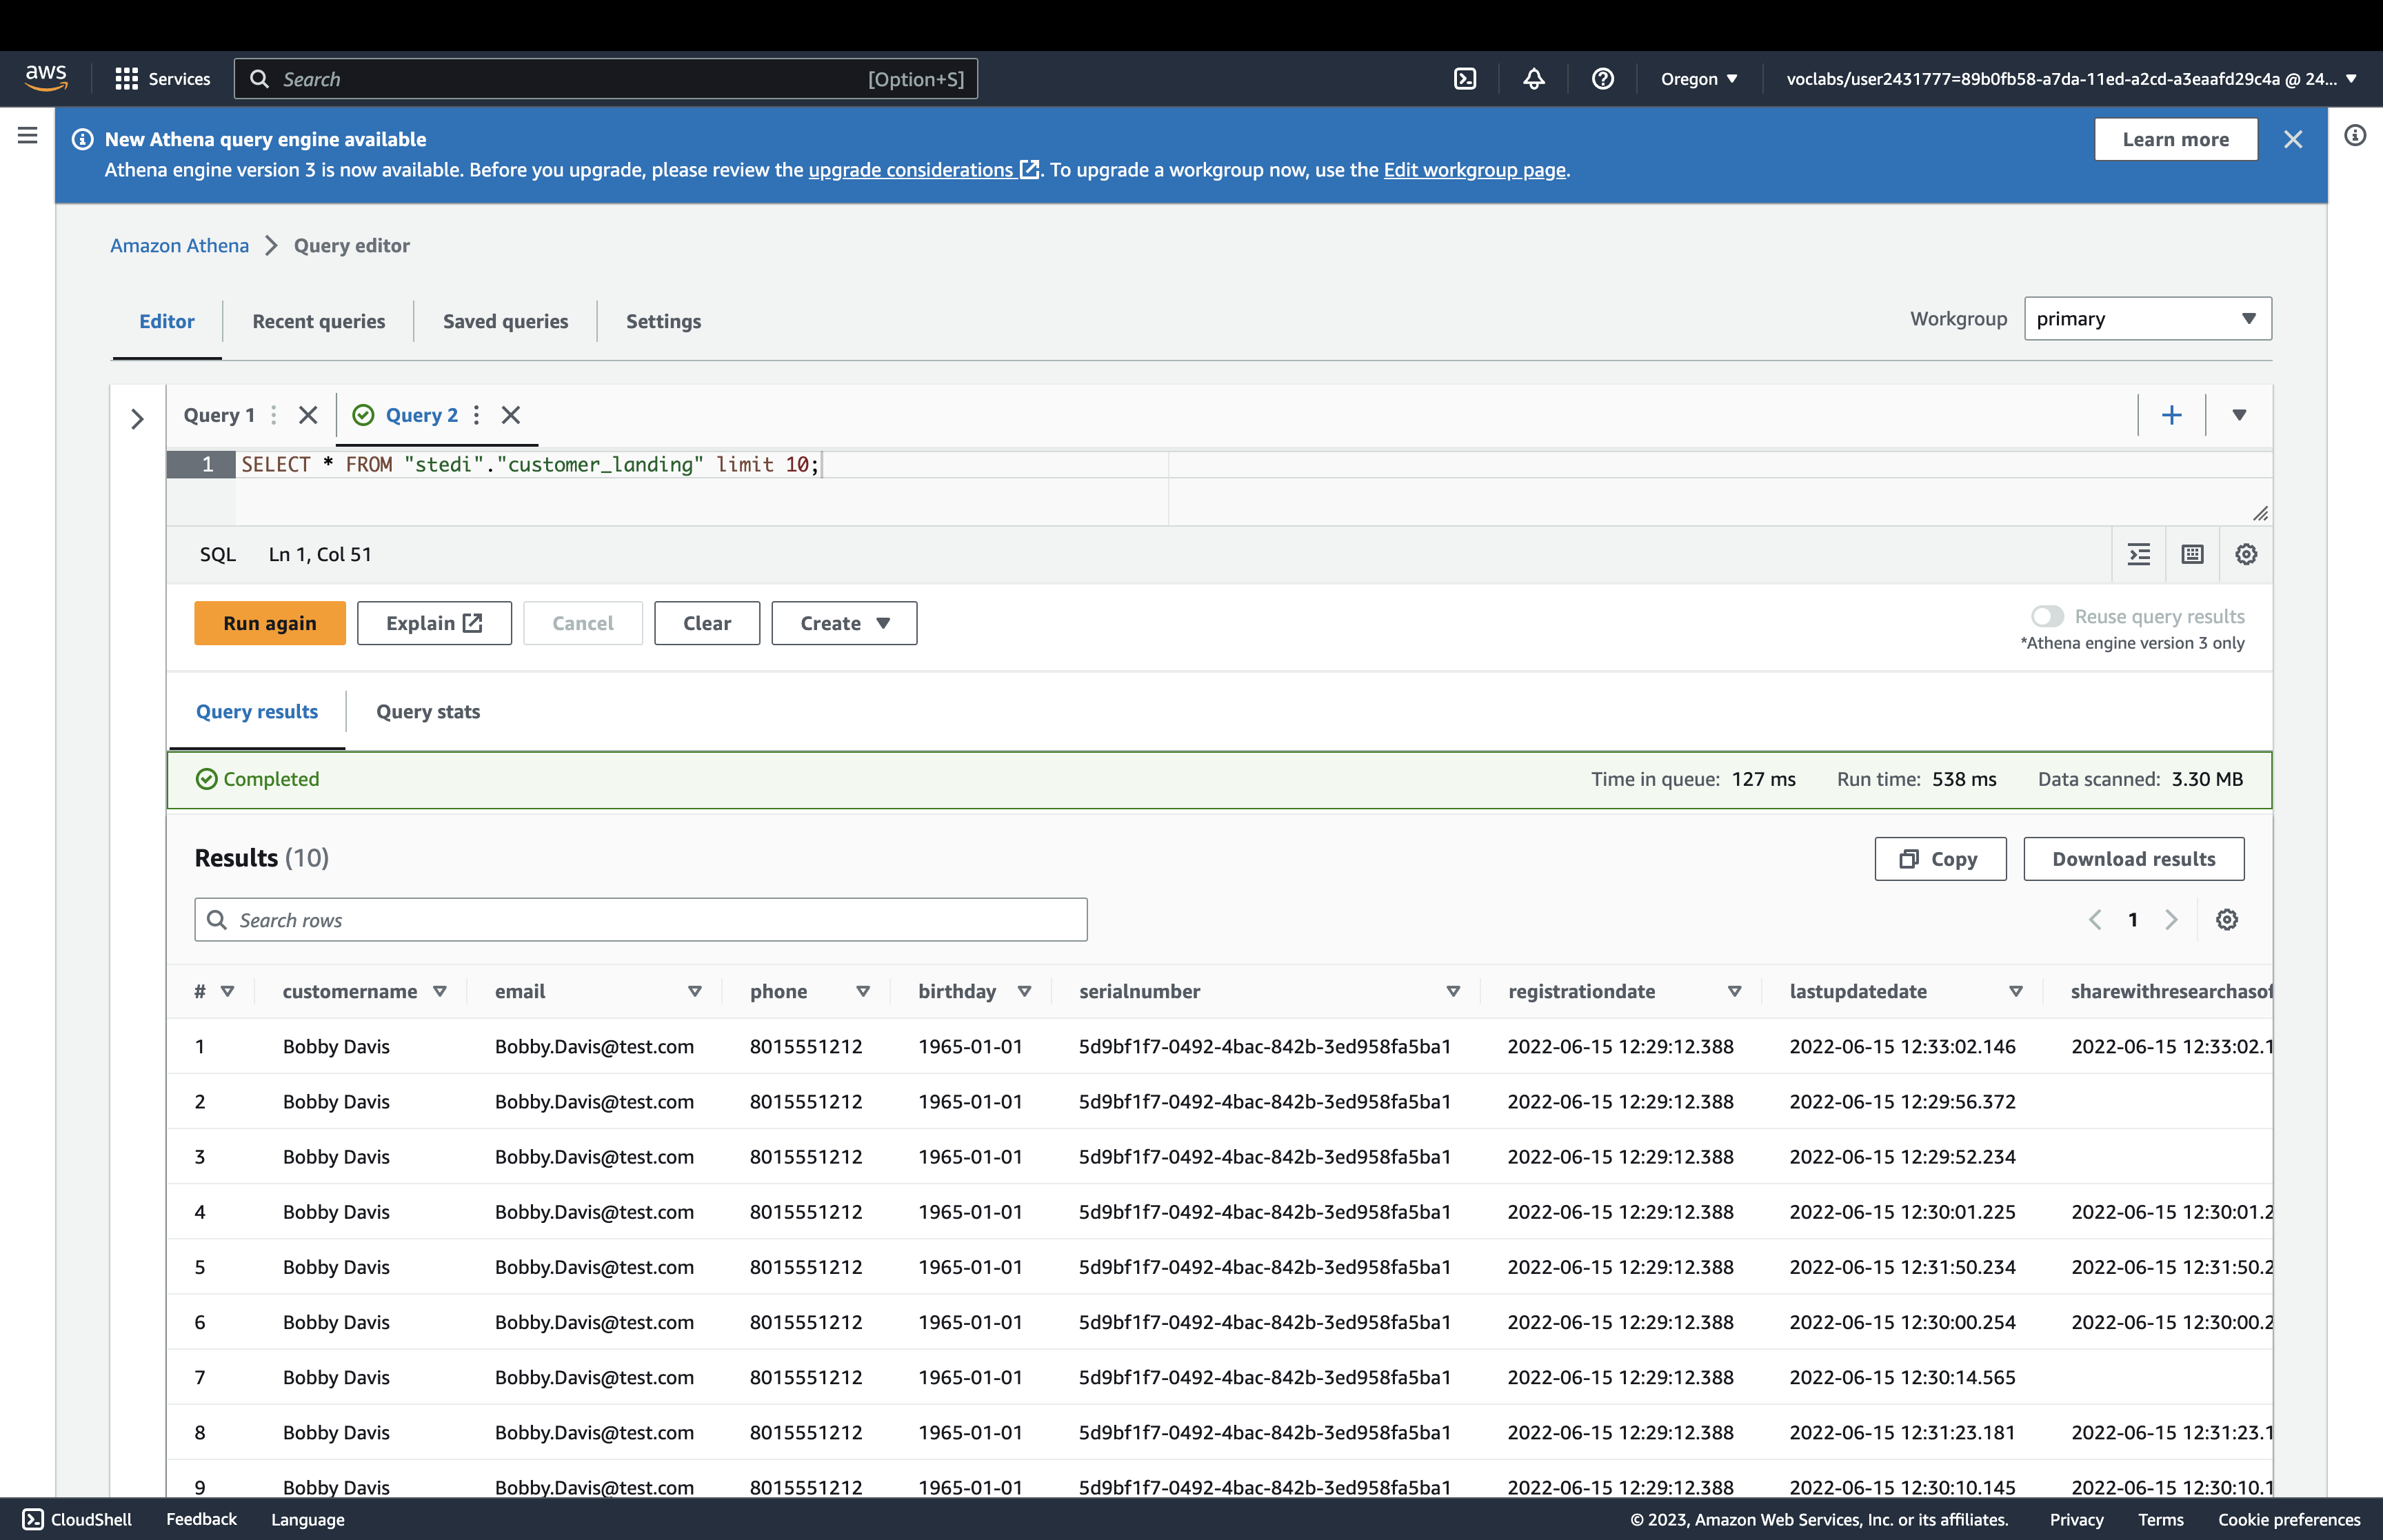 aws Services Search [Option+S] Oregon voclabs/user2431777=89b0fb58-a7da-11ed-a2cd-a3eaafd29c4a @ 24...
New Athena query engine available
Learn more
Athena engine version 3 is now available. Before you upgrade, please review the upgrade considerations. To upgrade a workgroup now, use the Edit workgroup page.
Amazon Athena Query editor
Editor Recent queries Saved queries Settings Workgroup primary
Query 1 Query 2
1 SELECT * FROM "stedi"."customer_landing" limit 10;
SQL Ln 1, Col 51
Run again Explain Cancel Clear Create Reuse query results
*Athena engine version 3 only
Query results Query stats
Completed Time in queue: 127 ms Run time: 538 ms Data scanned: 3.30 MB
Results (10) Copy Download results
Search rows 1
# customername email phone birthday serialnumber registrationdate lastupdatedate sharewithresearchasof
1 Bobby Davis Bobby.Davis@test.com 8015551212 1965-01-01 5d9bf1f7-0492-4bac-842b-3ed958fa5ba1 2022-06-15 12:29:12.388 2022-06-15 12:33:02.146 2022-06-15 12:33:02.1
2 Bobby Davis Bobby.Davis@test.com 8015551212 1965-01-01 5d9bf1f7-0492-4bac-842b-3ed958fa5ba1 2022-06-15 12:29:12.388 2022-06-15 12:29:56.372
3 Bobby Davis Bobby.Davis@test.com 8015551212 1965-01-01 5d9bf1f7-0492-4bac-842b-3ed958fa5ba1 2022-06-15 12:29:12.388 2022-06-15 12:29:52.234
4 Bobby Davis Bobby.Davis@test.com 8015551212 1965-01-01 5d9bf1f7-0492-4bac-842b-3ed958fa5ba1 2022-06-15 12:29:12.388 2022-06-15 12:30:01.225 2022-06-15 12:30:01.2
5 Bobby Davis Bobby.Davis@test.com 8015551212 1965-01-01 5d9bf1f7-0492-4bac-842b-3ed958fa5ba1 2022-06-15 12:29:12.388 2022-06-15 12:31:50.234 2022-06-15 12:31:50.2
6 Bobby Davis Bobby.Davis@test.com 8015551212 1965-01-01 5d9bf1f7-0492-4bac-842b-3ed958fa5ba1 2022-06-15 12:29:12.388 2022-06-15 12:30:00.254 2022-06-15 12:30:00.2
7 Bobby Davis Bobby.Davis@test.com 8015551212 1965-01-01 5d9bf1f7-0492-4bac-842b-3ed958fa5ba1 2022-06-15 12:29:12.388 2022-06-15 12:30:14.565
8 Bobby Davis Bobby.Davis@test.com 8015551212 1965-01-01 5d9bf1f7-0492-4bac-842b-3ed958fa5ba1 2022-06-15 12:29:12.388 2022-06-15 12:31:23.181 2022-06-15 12:31:23.1
9 Bobby Davis Bobby.Davis@test.com 8015551212 1965-01-01 5d9bf1f7-0492-4bac-842b-3ed958fa5ba1 2022-06-15 12:29:12.388 2022-06-15 12:30:10.145 2022-06-15 12:30:10.1
CloudShell Feedback Language © 2023, Amazon Web Services, Inc. or its affiliates. Privacy Terms Cookie preferences